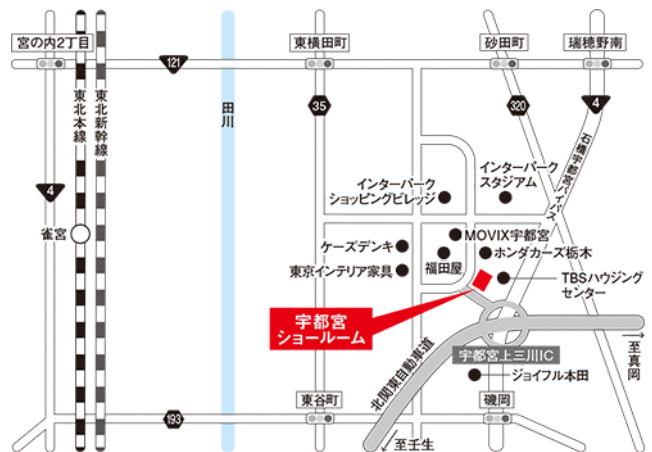 宮の内2丁目
東横田町
砂田町
瑞穂野南
121
35
320
4
東北本線
東北新幹線
田川
石橋宇都宮バイパス
4
雀宮
インターパーク
ショッピングビレッジ
インターパーク
スタジアム
MOVIX宇都宮
ケーズデンキ
ホンダカーズ栃木
福田屋
東京インテリア家具
TBSハウジング
センター
宇都宮
ショールーム
北関東自動車道
宇都宮上三川IC
至真岡
ジョイフル本田
193
東谷町
磯岡
至壬生